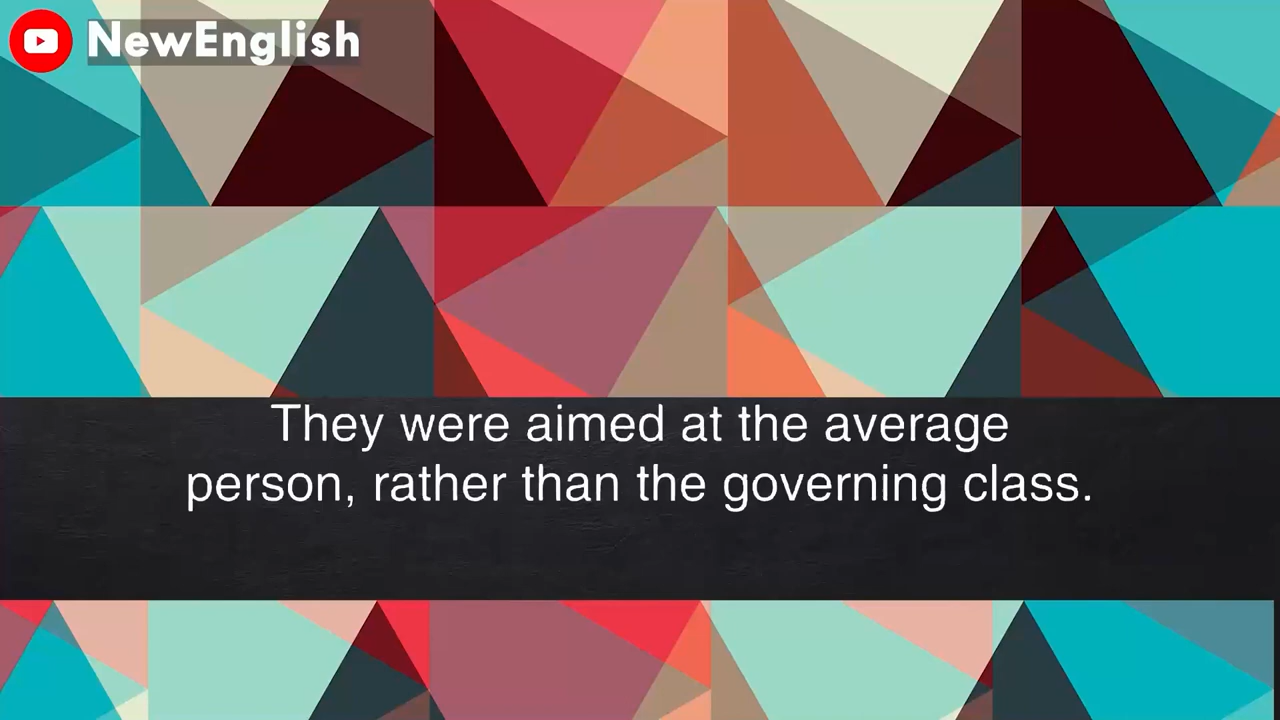 NewEnglish
They were aimed at the average
person, rather than the governing class.